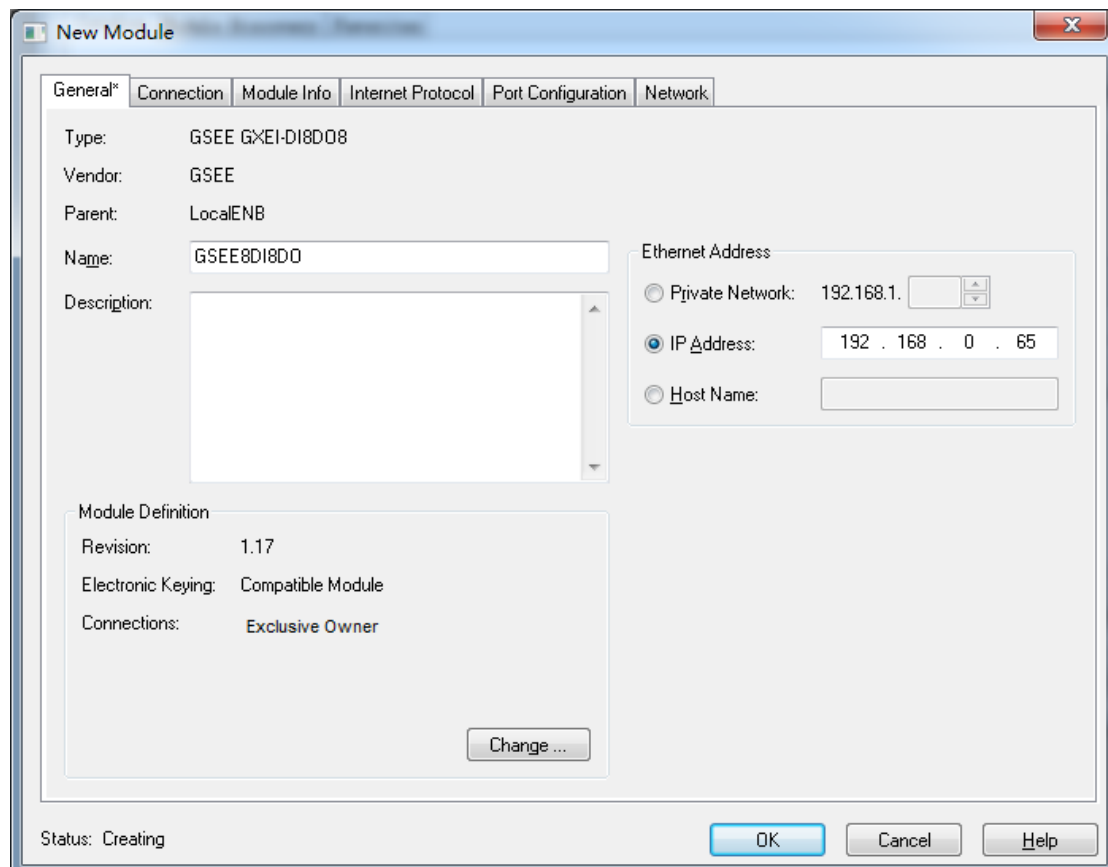 New Module
General* Connection Module Info Internet Protocol Port Configuration Network
Type: GSEE GXEI-DI8DO8
Vendor: GSEE
Parent: LocalENB
Name: GSEE8DI8DO
Description:
Ethernet Address
Private Network: 192.168.1.
IP Address: 192 . 168 . 0 . 65
Host Name:
Module Definition
Revision: 1.17
Electronic Keying: Compatible Module
Connections: Exclusive Owner
Change ...
Status: Creating
OK Cancel Help